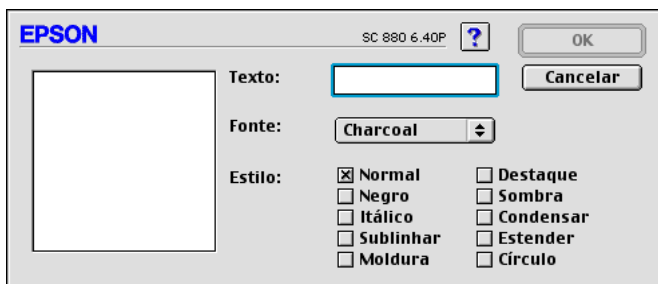 EPSON SC 880 6.40P ? OK
Texto: Cancelar
Fonte: Charcoal
Estilo: Normal Destaque
Negro Sombra
Itálico Condensar
Sublinhar Estender
Moldura Círculo